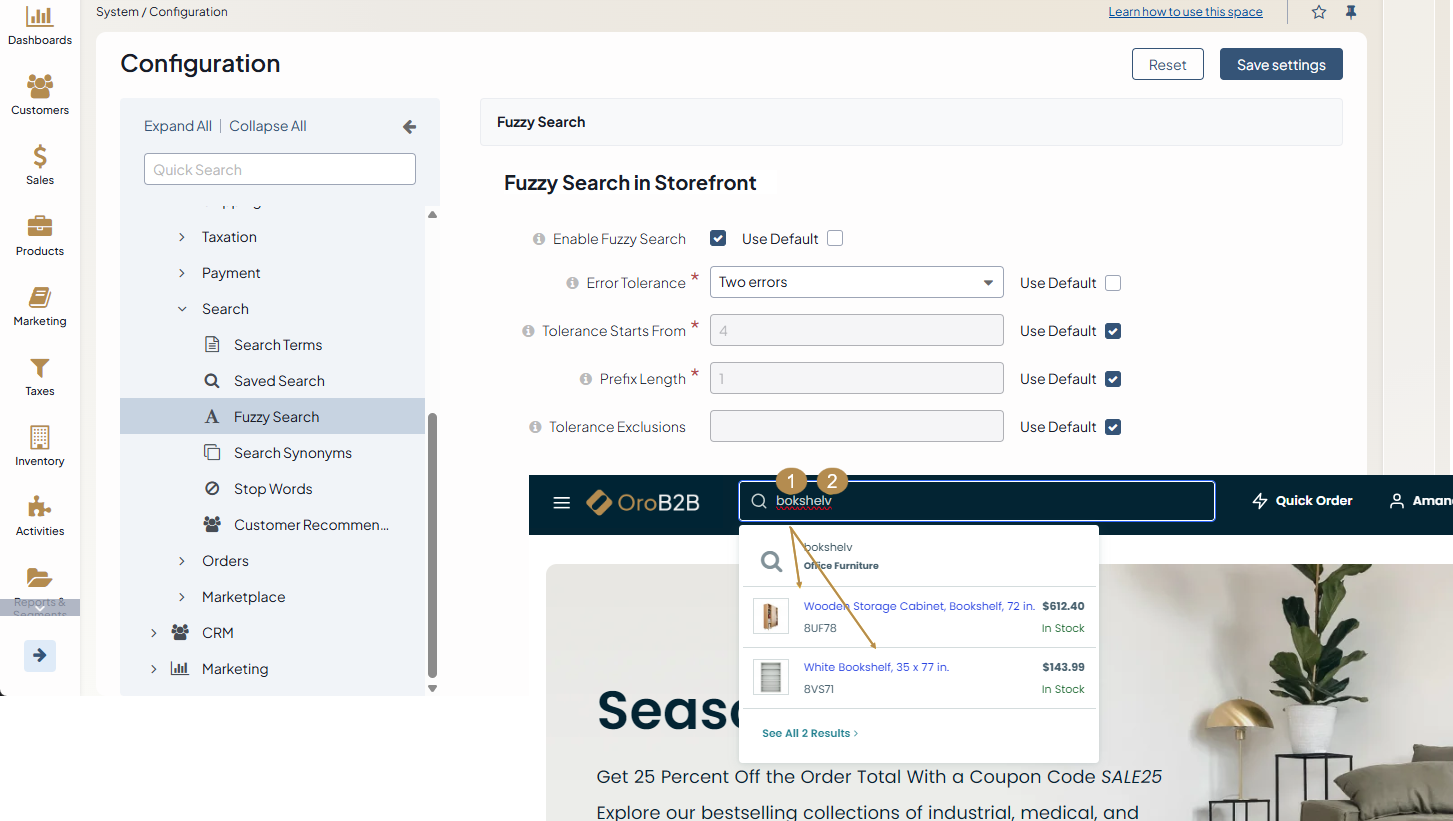 System / Configuration
Learn how to use this space
Dashboards
Customers
Sales
Products
Marketing
Taxes
Inventory
Activities
Reports &
Segments
Configuration
Reset
Save settings
Expand All | Collapse All
Quick Search
Taxation
Payment
Search
Search Terms
Saved Search
Fuzzy Search
Search Synonyms
Stop Words
Customer Recommen...
Orders
Marketplace
CRM
Marketing
Fuzzy Search
Fuzzy Search in Storefront
Enable Fuzzy Search Use Default
Error Tolerance * Two errors Use Default
Tolerance Starts From * 4 Use Default
Prefix Length * 1 Use Default
Tolerance Exclusions Use Default
1 2
OroB2B
bokshelv
Quick Order
Aman
bokshelv
Office Furniture
Wooden Storage Cabinet, Bookshelf, 72 in. $612.40
8UF78 In Stock
White Bookshelf, 35 x 77 in. $143.99
8VS71 In Stock
See All 2 Results >
Seas
Get 25 Percent Off the Order Total With a Coupon Code SALE25
Explore our bestselling collections of industrial, medical, and